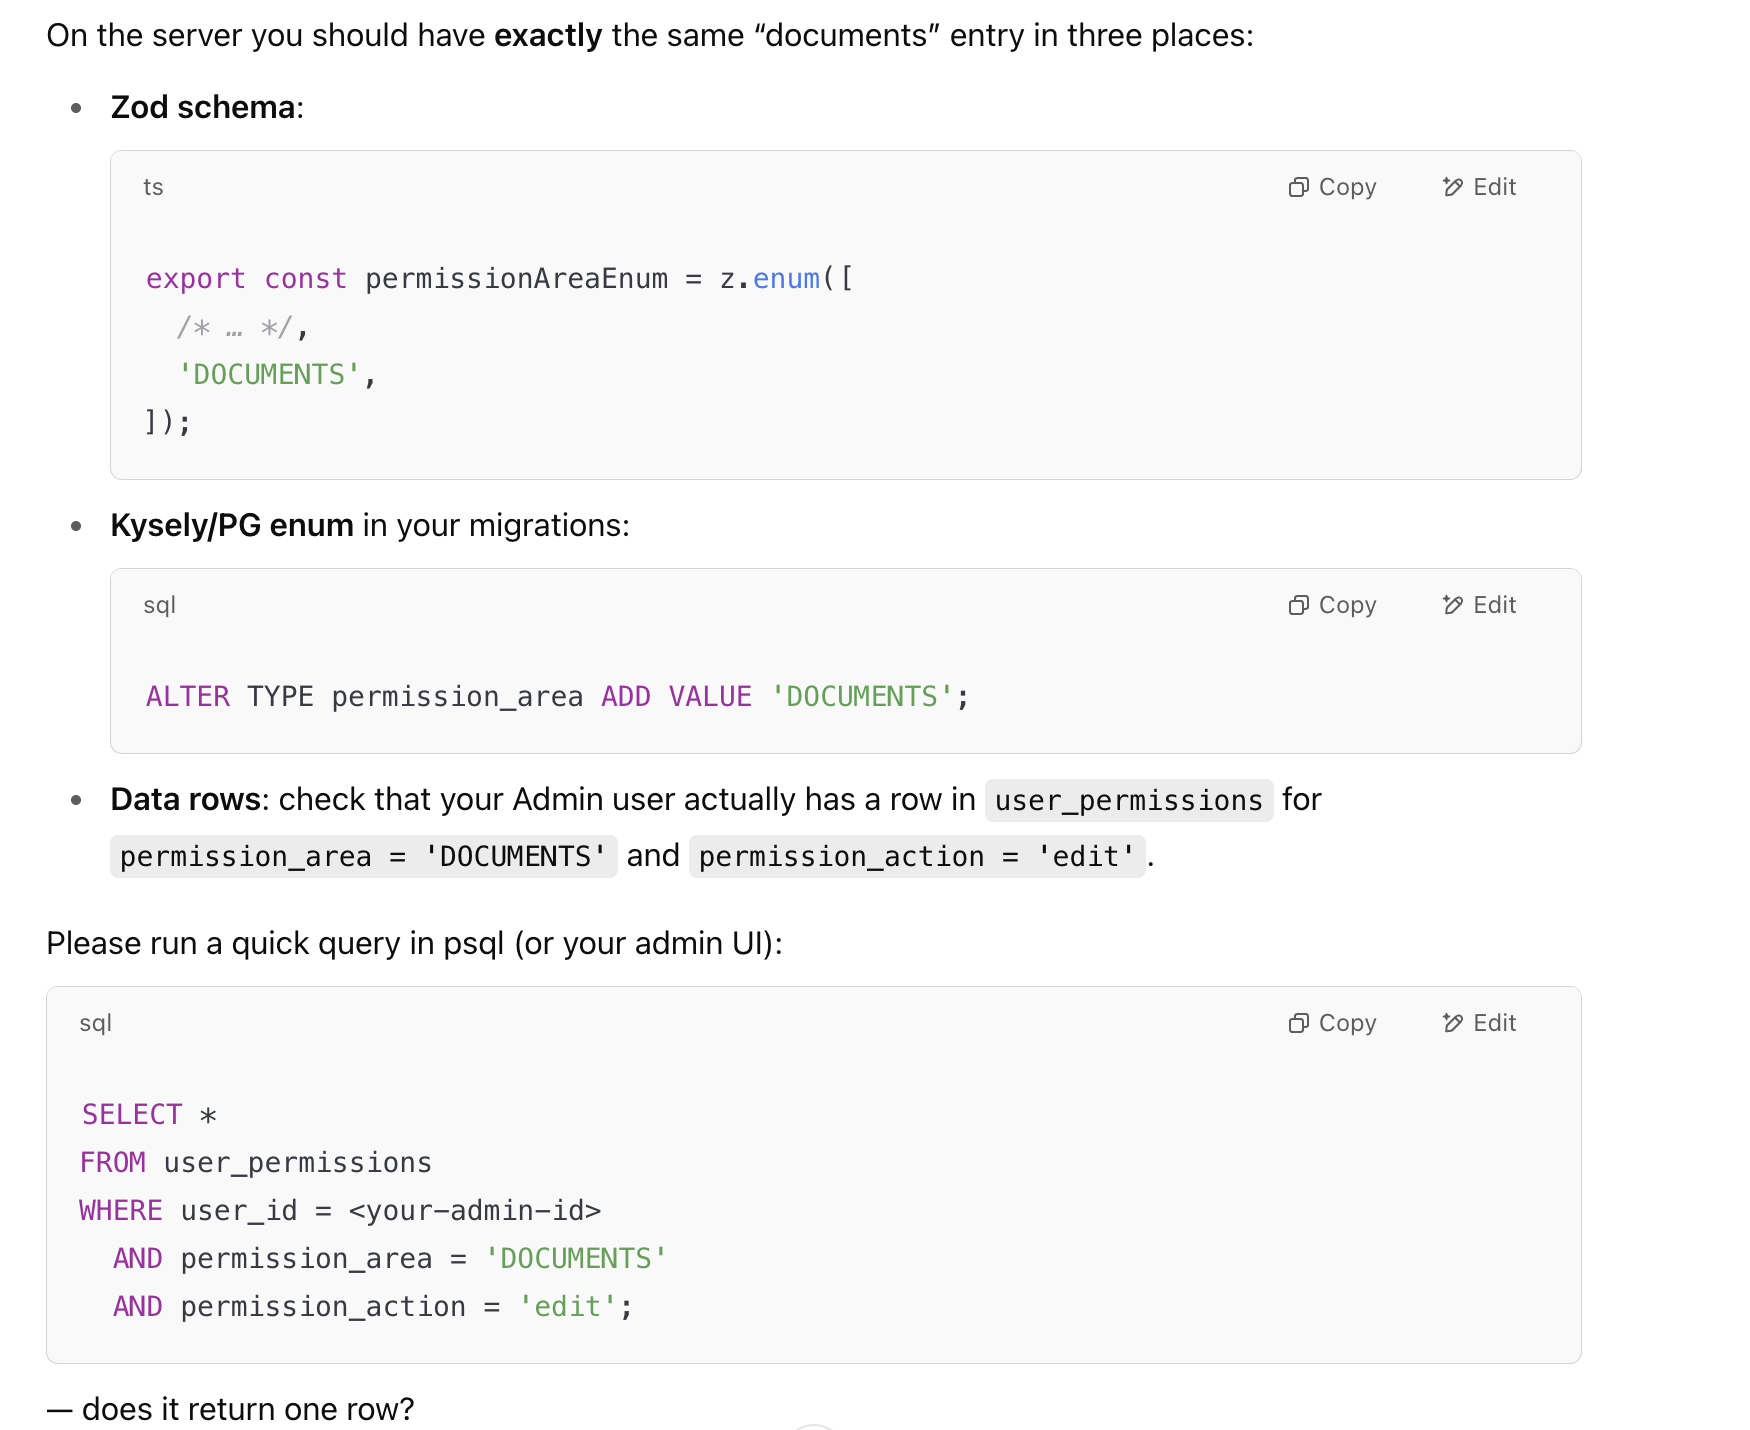 On the server you should have exactly the same “documents” entry in three places:
• Zod schema:
ts
Copy
Edit
export const permissionAreaEnum = z.enum([
  /* … */,
  'DOCUMENTS',
]);
• Kysely/PG enum in your migrations:
sql
Copy
Edit
ALTER TYPE permission_area ADD VALUE 'DOCUMENTS';
• Data rows: check that your Admin user actually has a row in user_permissions for
permission_area = 'DOCUMENTS' and permission_action = 'edit'.
Please run a quick query in psql (or your admin UI):
sql
Copy
Edit
SELECT *
FROM user_permissions
WHERE user_id = <your-admin-id>
  AND permission_area = 'DOCUMENTS'
  AND permission_action = 'edit';
— does it return one row?